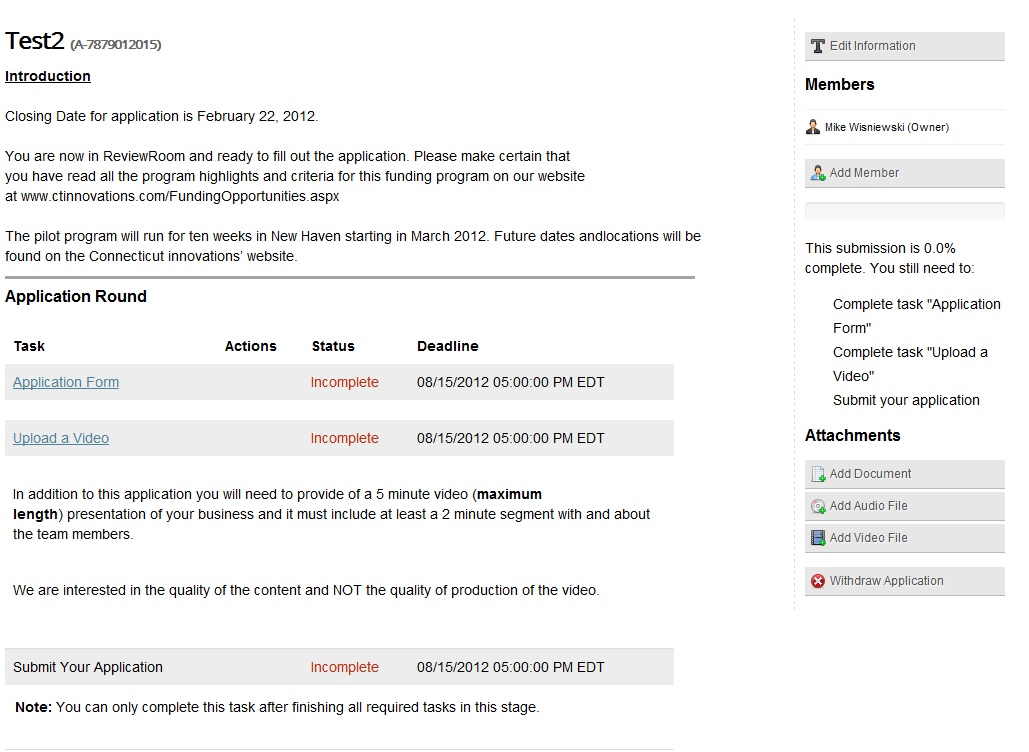 Test2 (A-7879012015)
Introduction
Closing Date for application is February 22, 2012.
You are now in ReviewRoom and ready to fill out the application. Please make certain that
you have read all the program highlights and criteria for this funding program on our website
at www.ctinnovations.com/FundingOpportunities.aspx
The pilot program will run for ten weeks in New Haven starting in March 2012. Future dates andlocations will be
found on the Connecticut innovations’ website.
Application Round
Task Actions Status Deadline
Application Form Incomplete 08/15/2012 05:00:00 PM EDT
Upload a Video Incomplete 08/15/2012 05:00:00 PM EDT
In addition to this application you will need to provide of a 5 minute video (maximum
length) presentation of your business and it must include at least a 2 minute segment with and about
the team members.
We are interested in the quality of the content and NOT the quality of production of the video.
Submit Your Application Incomplete 08/15/2012 05:00:00 PM EDT
Note: You can only complete this task after finishing all required tasks in this stage.
Edit Information
Members
Mike Wisniewski (Owner)
Add Member
This submission is 0.0%
complete. You still need to:
Complete task "Application
Form"
Complete task "Upload a
Video"
Submit your application
Attachments
Add Document
Add Audio File
Add Video File
Withdraw Application